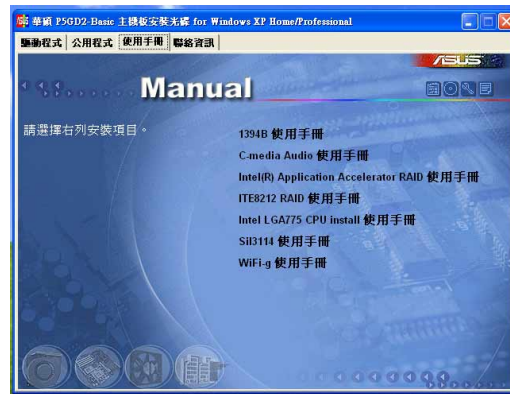 華碩 P5GD2-Basic 主機板安裝光碟 for Windows XP Home/Professional
驅動程式 公用程式 使用手冊 聯絡資訊
ASUS
Manual
請選擇右列安裝項目。
1394B 使用手冊
C-media Audio 使用手冊
Intel(R) Application Accelerator RAID 使用手冊
ITE8212 RAID 使用手冊
Intel LGA775 CPU install 使用手冊
Sil3114 使用手冊
WiFi-g 使用手冊